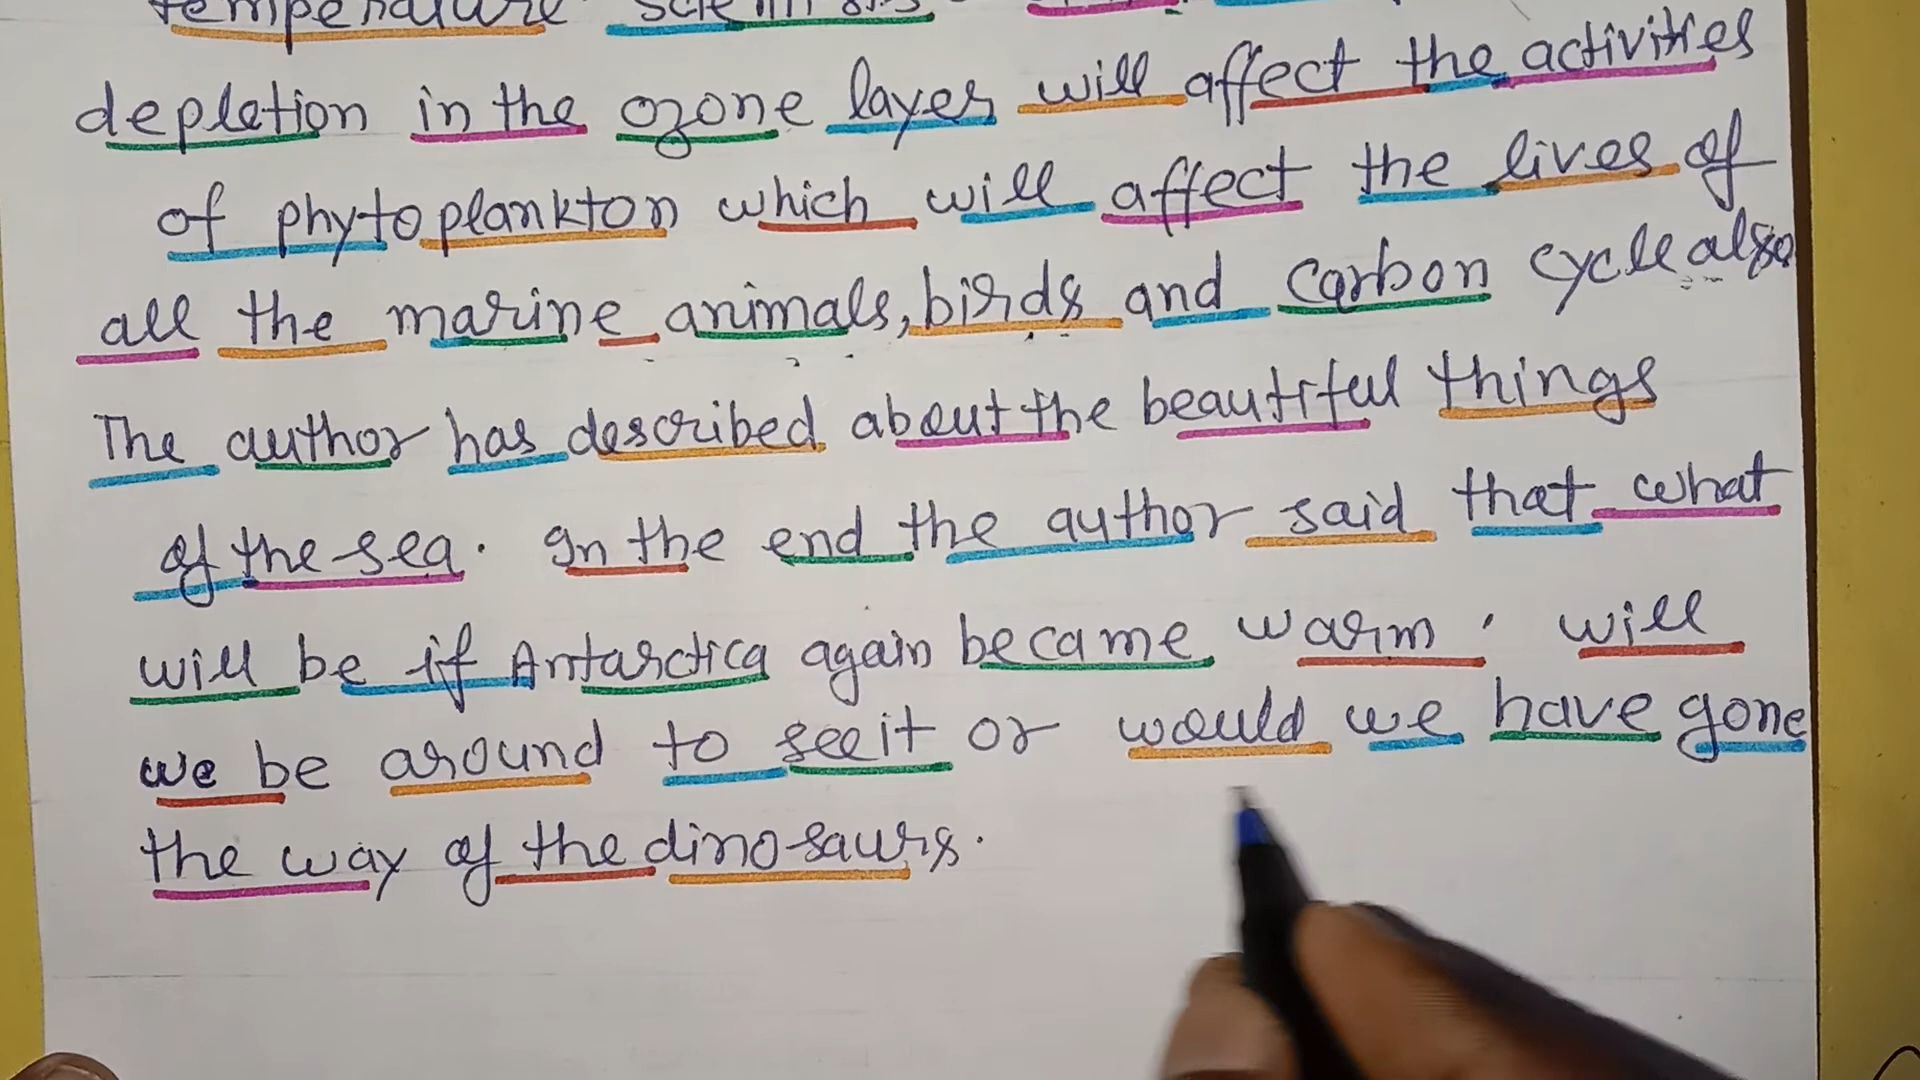 temperature scientists
depletion in the ozone layer will affect the activities
of phytoplankton which will affect the lives of
all the marine animals, birds and carbon cycle also
The author has described about the beautiful things
of the sea. In the end the author said that what
will be if Antarctica again became warm. will
we be around to see it or would we have gone
the way of the dinosaurs.